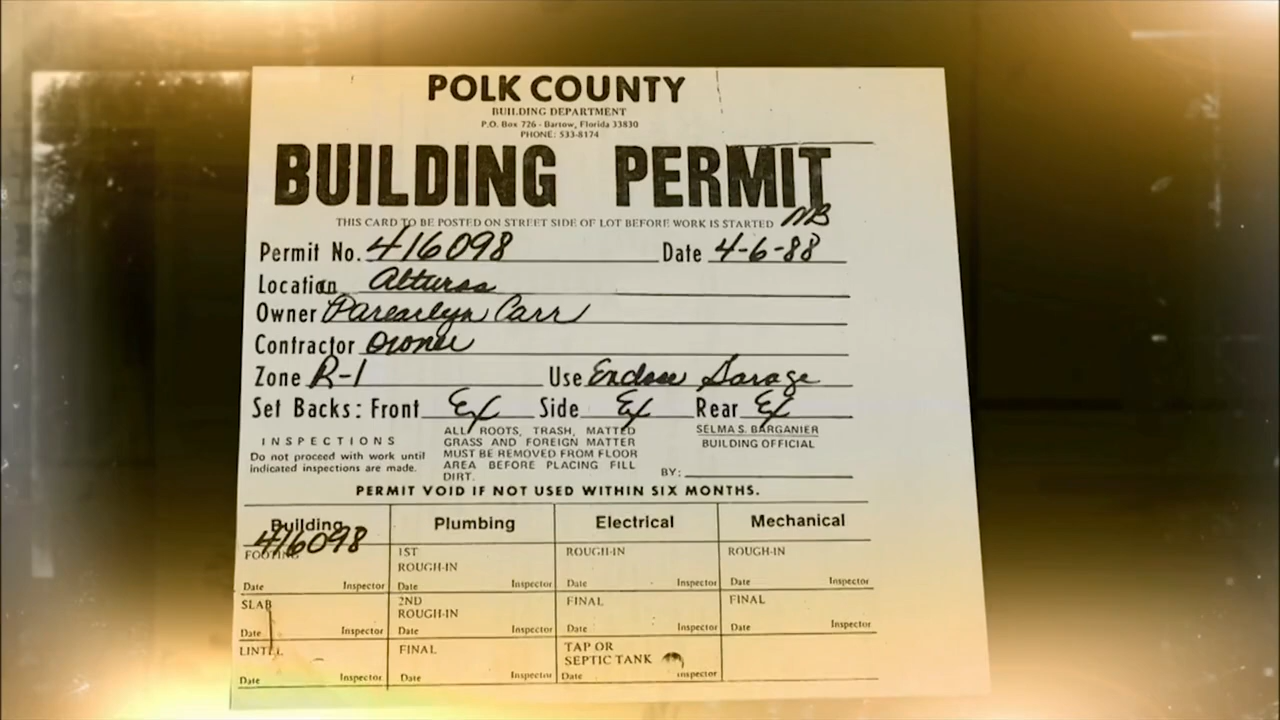 POLK COUNTY
BUILDING DEPARTMENT
P.O. Box 726 - Bartow, Florida 33830
PHONE: 533-8174
BUILDING PERMIT
THIS CARD TO BE POSTED ON STREET SIDE OF LOT BEFORE WORK IS STARTED MB
Permit No. 416098 Date 4-6-88
Location Alturas
Owner Parearlyn Carr
Contractor owner
Zone R-1 Use Enclose Garage
Set Backs: Front Ex Side Ex Rear Ex
INSPECTIONS
Do not proceed with work until
indicated inspections are made.
ALL ROOTS, TRASH, MATTED
GRASS AND FOREIGN MATTER
MUST BE REMOVED FROM FLOOR
AREA BEFORE PLACING FILL
DIRT.
SELMA S. BARGANIER
BUILDING OFFICIAL
BY:
PERMIT VOID IF NOT USED WITHIN SIX MONTHS.
Building Plumbing Electrical Mechanical
416098
FOOTING 1ST ROUGH-IN ROUGH-IN
ROUGH-IN
Date Inspector Date Inspector Date Inspector Date Inspector
SLAB 2ND FINAL FINAL
ROUGH-IN
Date Inspector Date Inspector Date Inspector Date Inspector
LINTEL FINAL TAP OR
SEPTIC TANK
Date Inspector Date Inspector Date Inspector